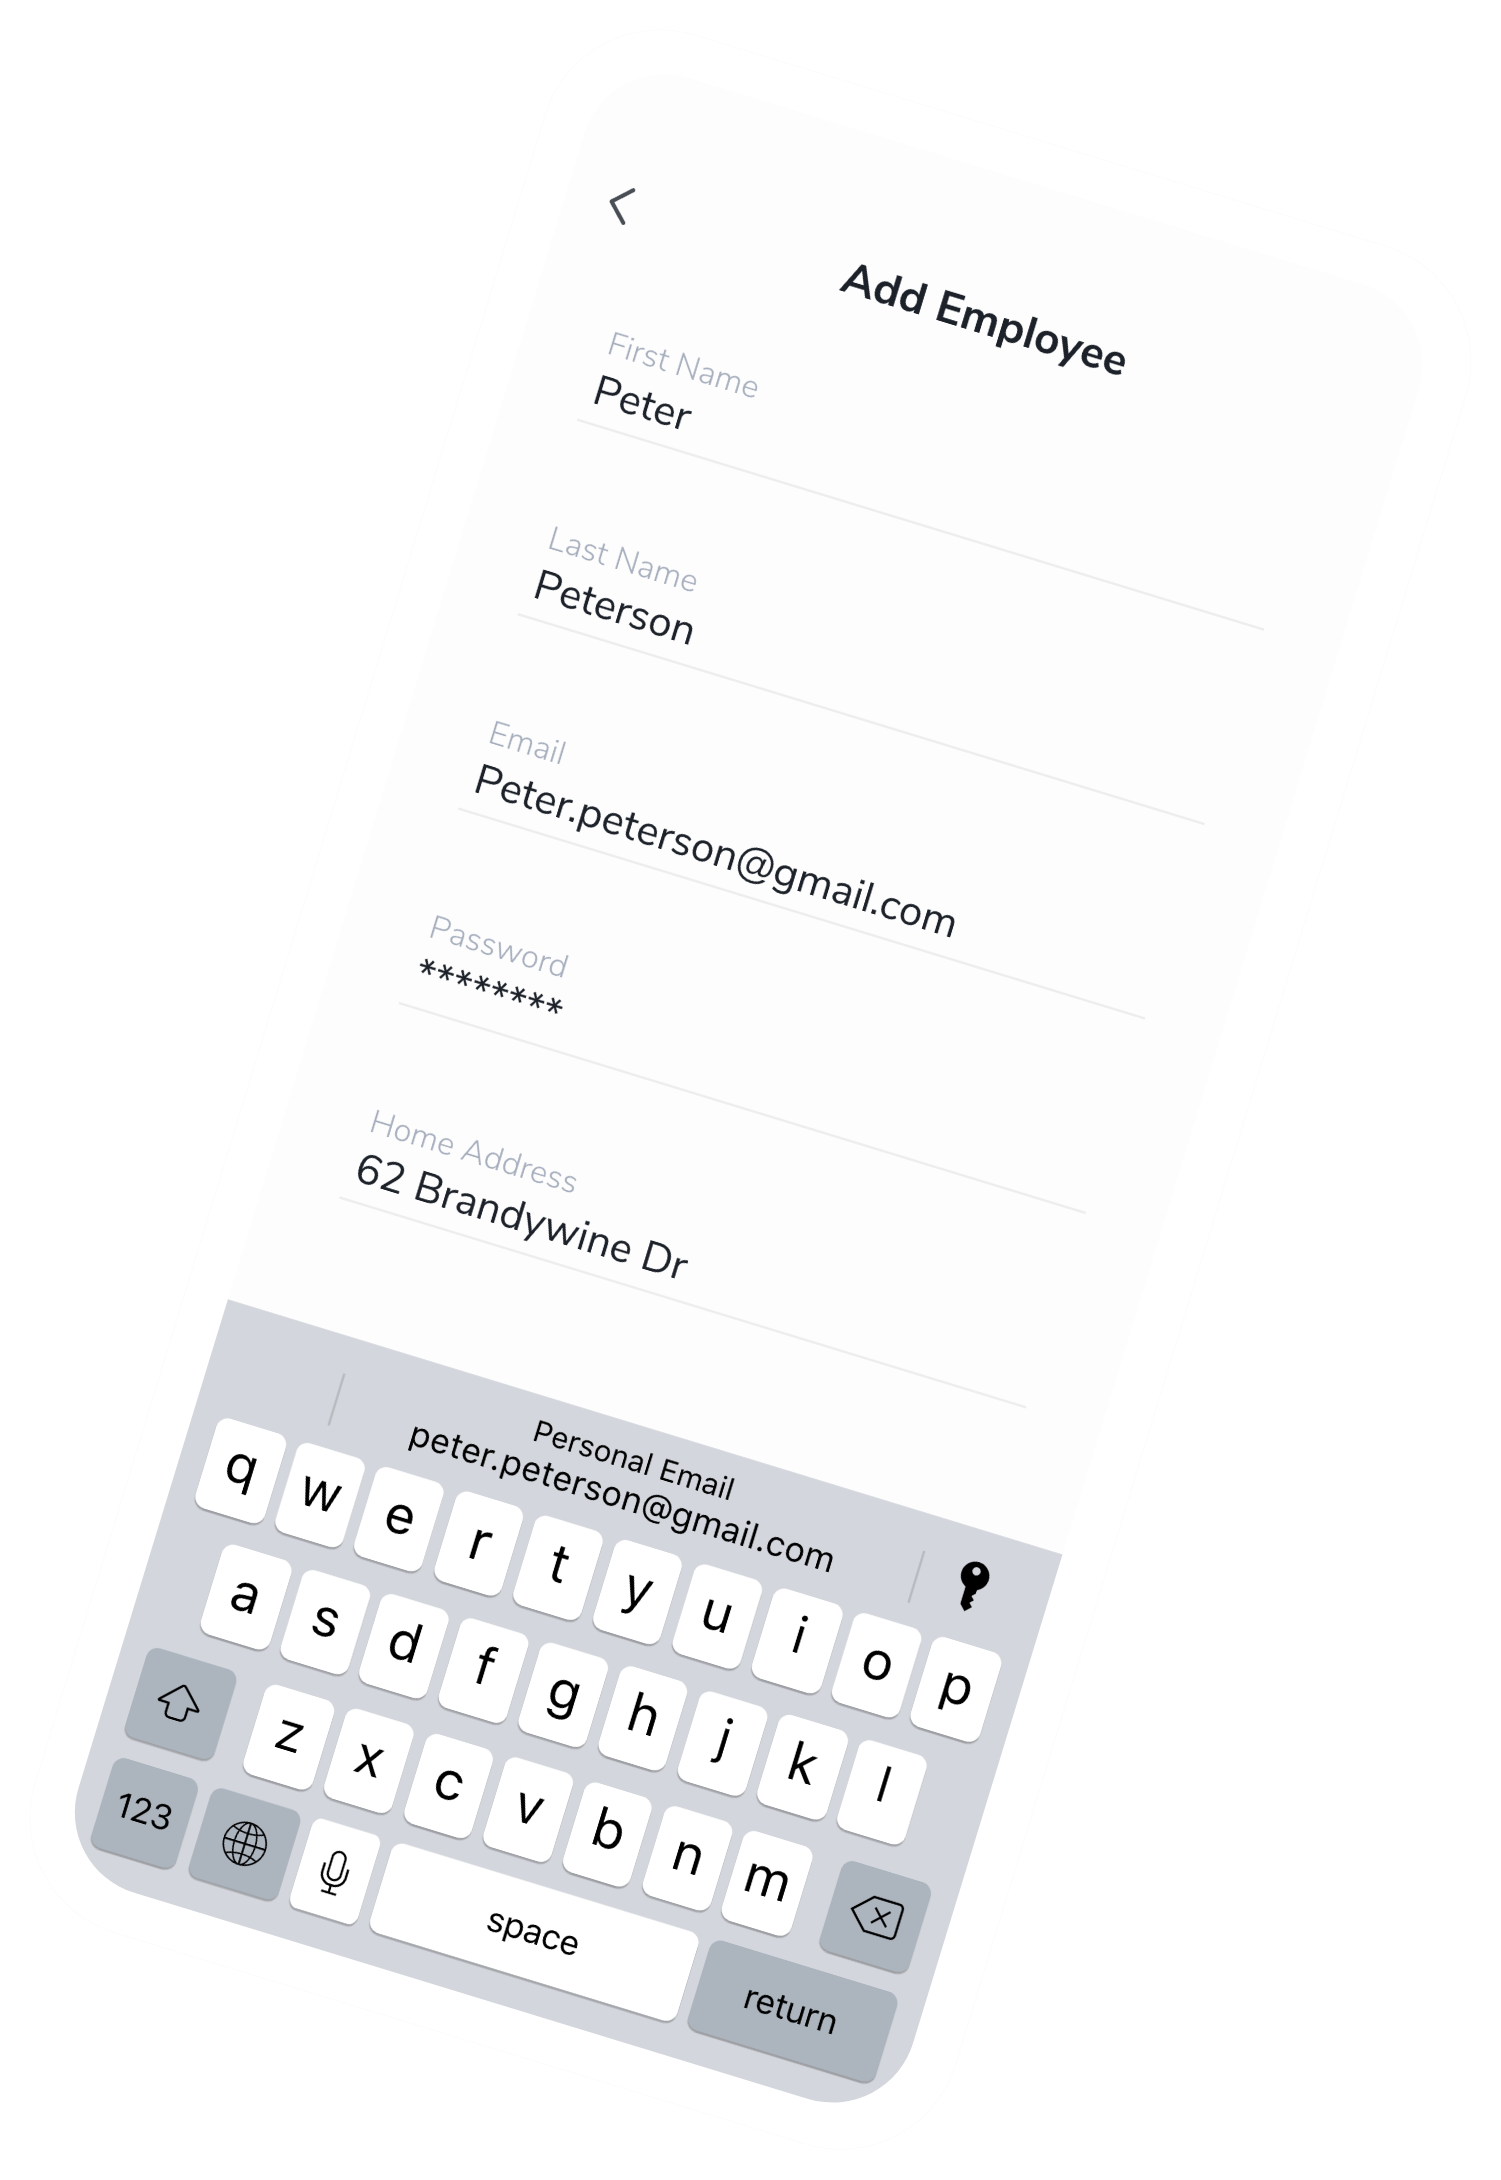 Add Employee
First Name
Peter
Last Name
Peterson
Email
Peter.peterson@gmail.com
Password
********
Home Address
62 Brandywine Dr
Personal Email
peter.peterson@gmail.com
q w e r t y u i o p
a s d f g h j k l
z x c v b n m
123 space return